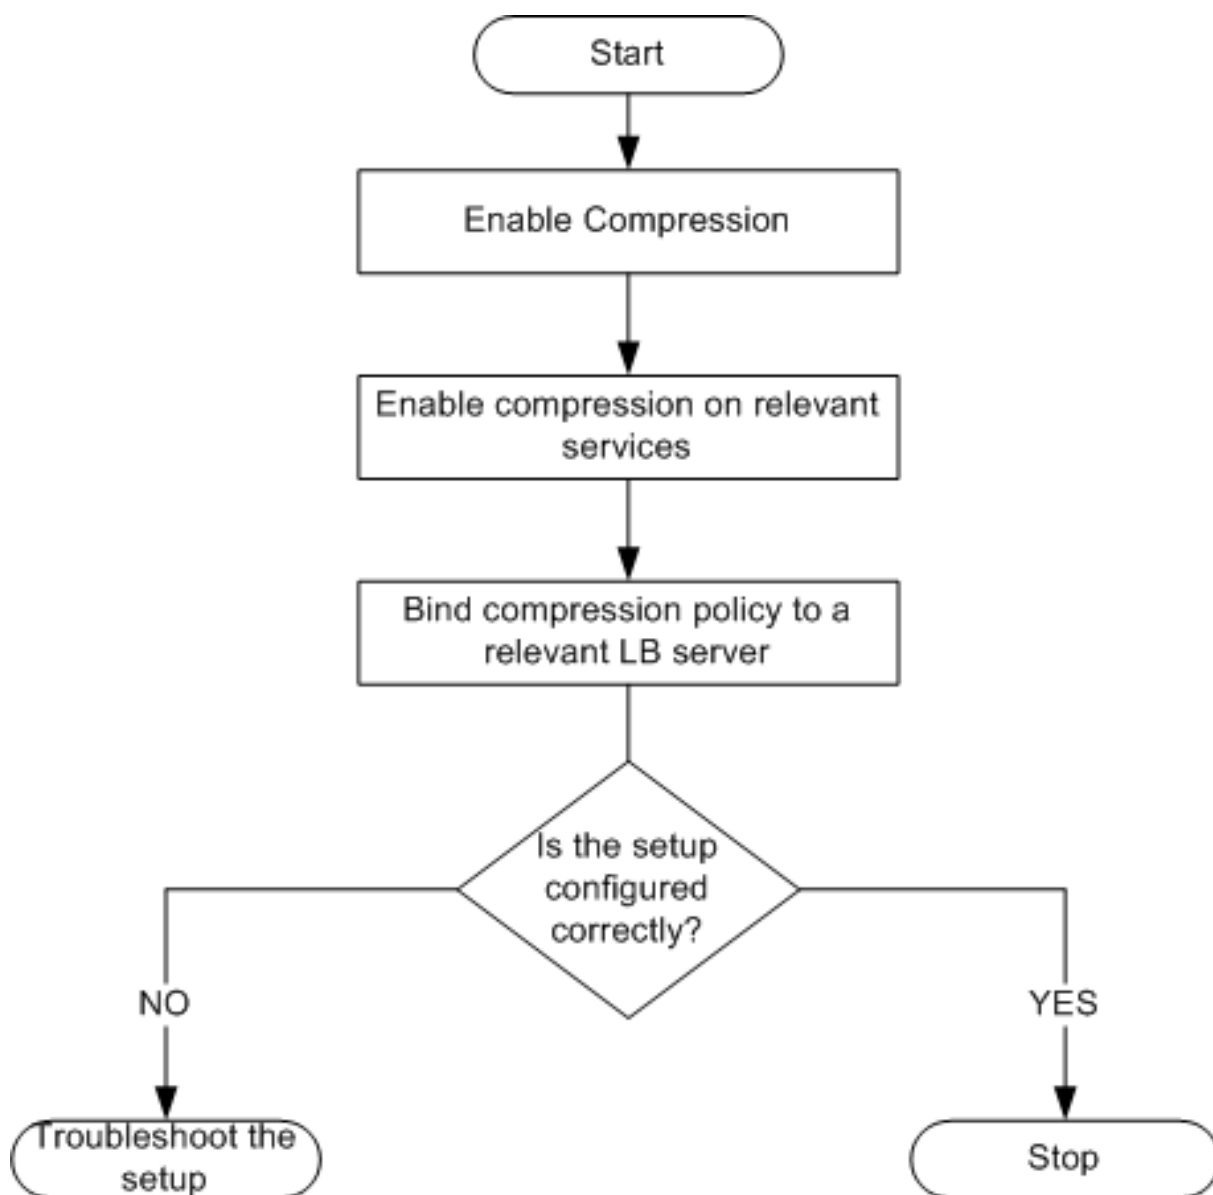 Start
Enable Compression
Enable compression on relevant
services
Bind compression policy to a
relevant LB server
Is the setup
configured
correctly?
NO
YES
Troubleshoot the
setup
Stop